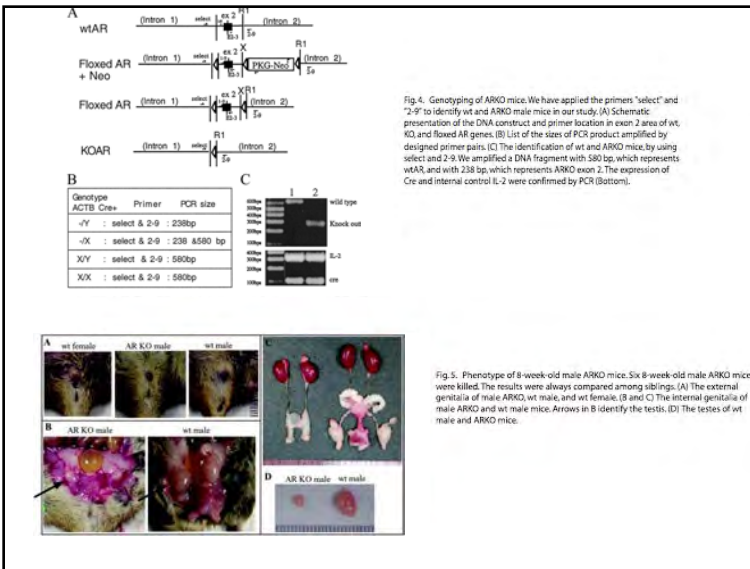 A
wtAR
(Intron 1)
select
ex 2
R1
(Intron 2)
2-9
Floxed AR
+ Neo
(Intron 1)
select
ex 2
X
PKG-Neo
R1
(Intron 2)
2-9
Floxed AR
(Intron 1)
select
ex 2
XR1
(Intron 2)
2-9
KOAR
(Intron 1)
select
R1
(Intron 2)
2-9
B
Genotype
ACTB Cre+ Primer PCR size
-/Y : select & 2-9 : 238bp
-/X : select & 2-9 : 238 &580 bp
X/Y : select & 2-9 : 580bp
X/X : select & 2-9 : 580bp
C
1 2
wild type
Knock out
IL-2
cre
Fig. 4. Genotyping of ARKO mice. We have applied the primers "select" and
"2-9" to identify wt and ARKO male mice in our study. (A) Schematic
presentation of the DNA construct and primer location in exon 2 area of wt,
KO, and floxed AR genes. (B) List of the sizes of PCR product amplified by
designed primer pairs. (C) The identification of wt and ARKO mice, by using
select and 2-9. We amplified a DNA fragment with 580 bp, which represents
wtAR, and with 238 bp, which represents ARKO exon 2. The expression of
Cre and internal control IL-2 were confirmed by PCR (Bottom).
A
wt female AR KO male wt male
B
AR KO male wt male
C
D
AR KO male wt male
Fig. 5. Phenotype of 8-week-old male ARKO mice. Six 8-week-old male ARKO mice
were killed. The results were always compared among siblings. (A) The external
genitalia of male ARKO, wt male, and wt female. (B and C) The internal genitalia of
male ARKO and wt male mice. Arrows in B identify the testis. (D) The testes of wt
male and ARKO mice.